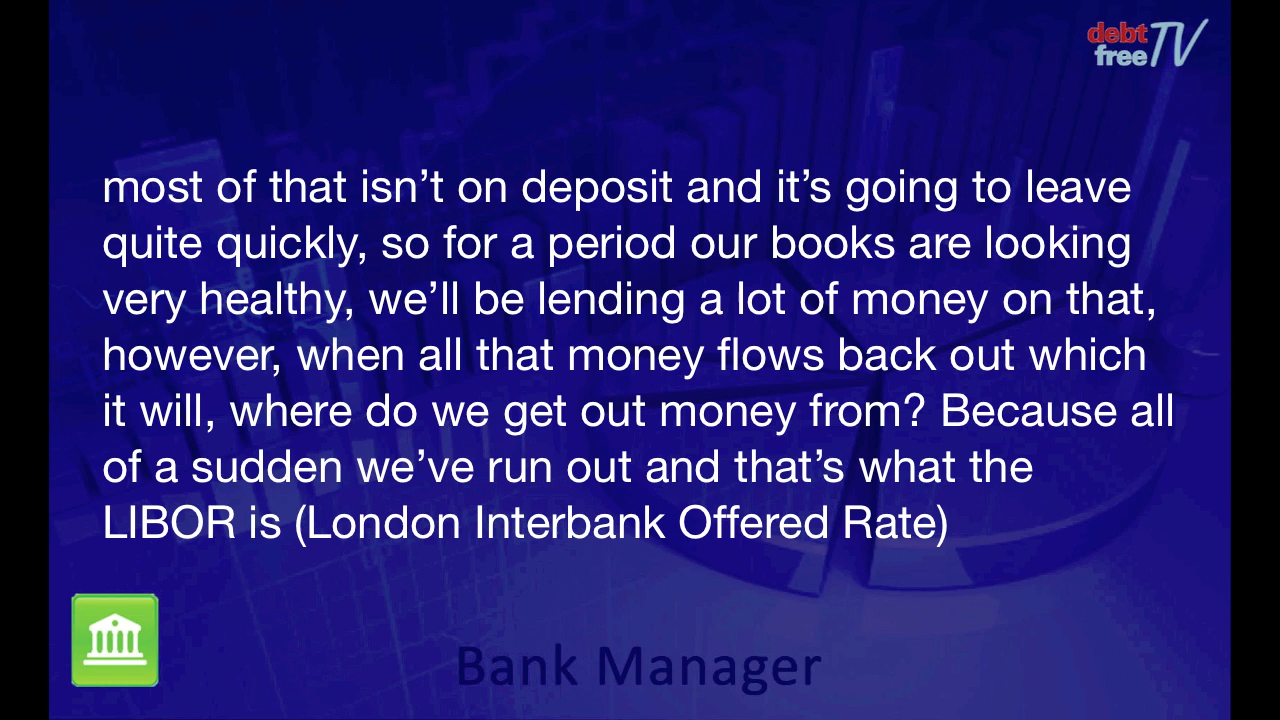 debt
free TV
most of that isn’t on deposit and it’s going to leave
quite quickly, so for a period our books are looking
very healthy, we’ll be lending a lot of money on that,
however, when all that money flows back out which
it will, where do we get out money from? Because all
of a sudden we’ve run out and that’s what the
LIBOR is (London Interbank Offered Rate)
Bank Manager